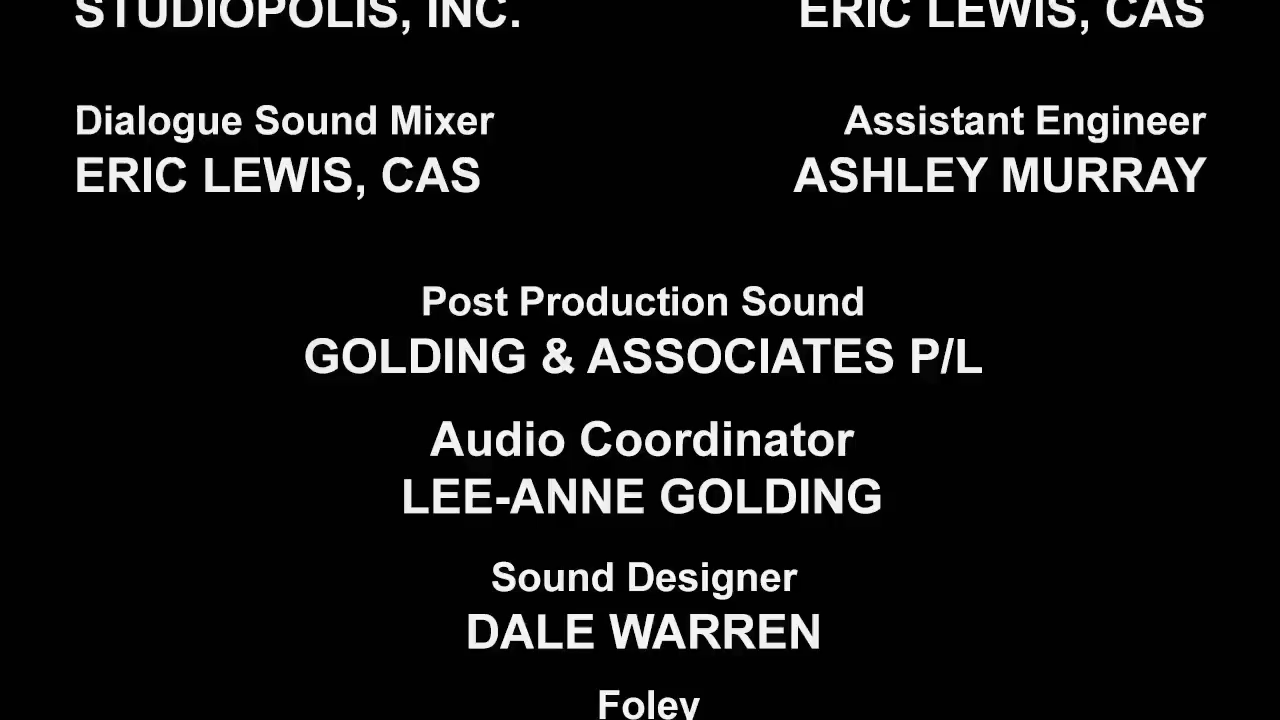 STUDIOPOLIS, INC. ERIC LEWIS, CAS
Dialogue Sound Mixer Assistant Engineer
ERIC LEWIS, CAS ASHLEY MURRAY
Post Production Sound
GOLDING & ASSOCIATES P/L
Audio Coordinator
LEE-ANNE GOLDING
Sound Designer
DALE WARREN
Foley